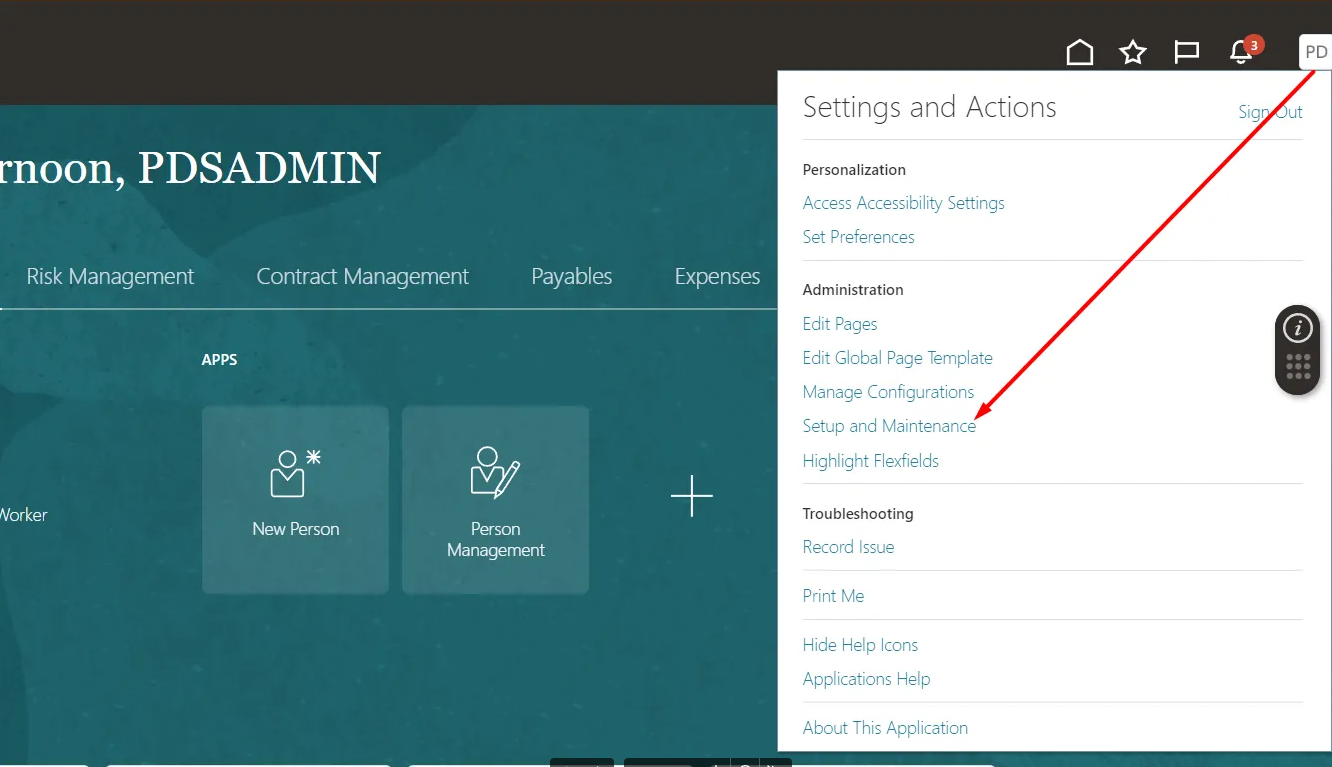 3
PD
Settings and Actions
Sign Out
rnoon, PDSADMIN
Personalization
Access Accessibility Settings
Set Preferences
Risk Management Contract Management Payables Expenses
Administration
Edit Pages
Edit Global Page Template
Manage Configurations
Setup and Maintenance
Highlight Flexfields
APPS
New Person
Person
Management
Worker
Troubleshooting
Record Issue
Print Me
Hide Help Icons
Applications Help
About This Application